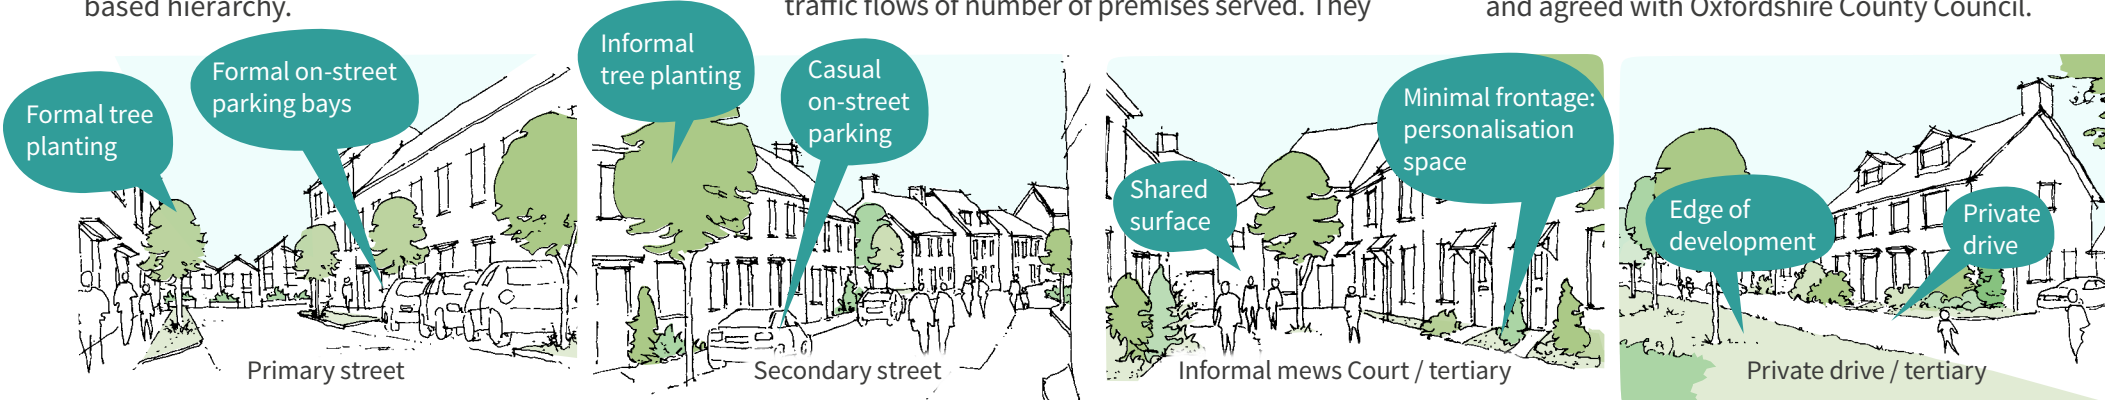 based hierarchy.
traffic flows of number of premises served. They
and agreed with Oxfordshire County Council.
Formal tree
planting
Formal on-street
parking bays
Primary street
Informal
tree planting
Casual
on-street
parking
Secondary street
Shared
surface
Minimal frontage:
personalisation
space
Informal mews Court / tertiary
Edge of
development
Private
drive
Private drive / tertiary